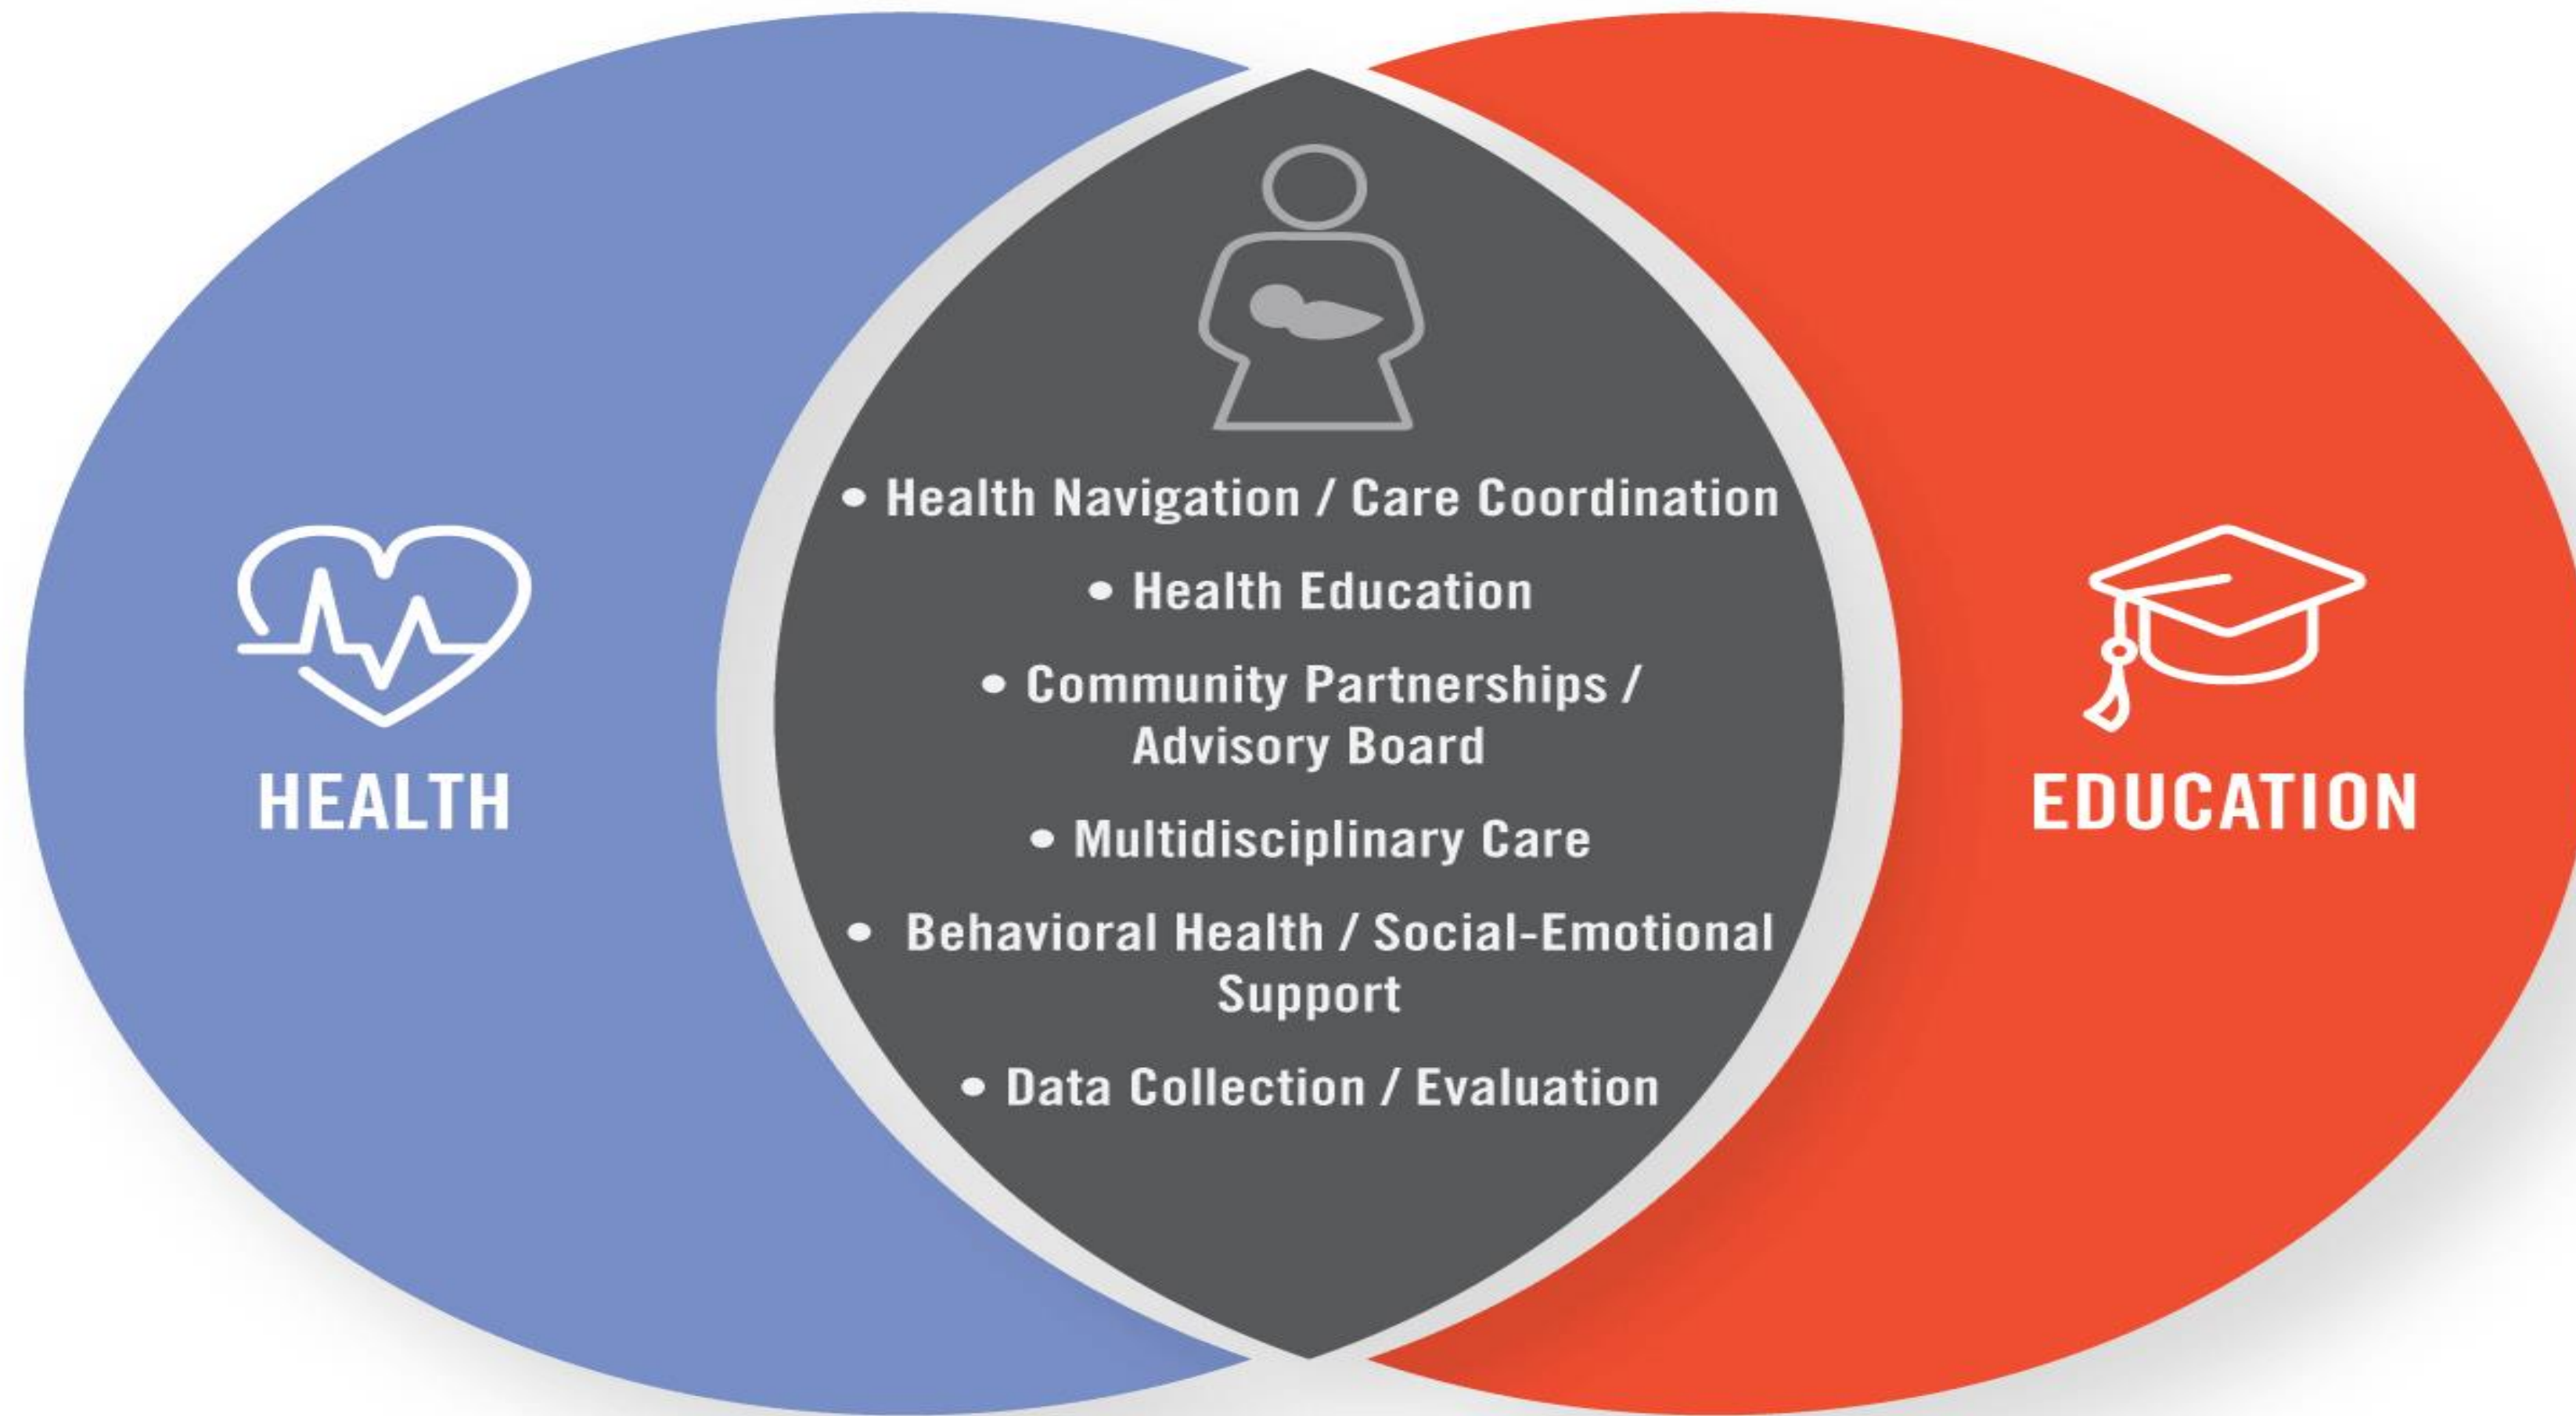 • Health Navigation / Care Coordination
• Health Education
• Community Partnerships /
Advisory Board
• Multidisciplinary Care
• Behavioral Health / Social-Emotional
Support
• Data Collection / Evaluation
HEALTH
EDUCATION